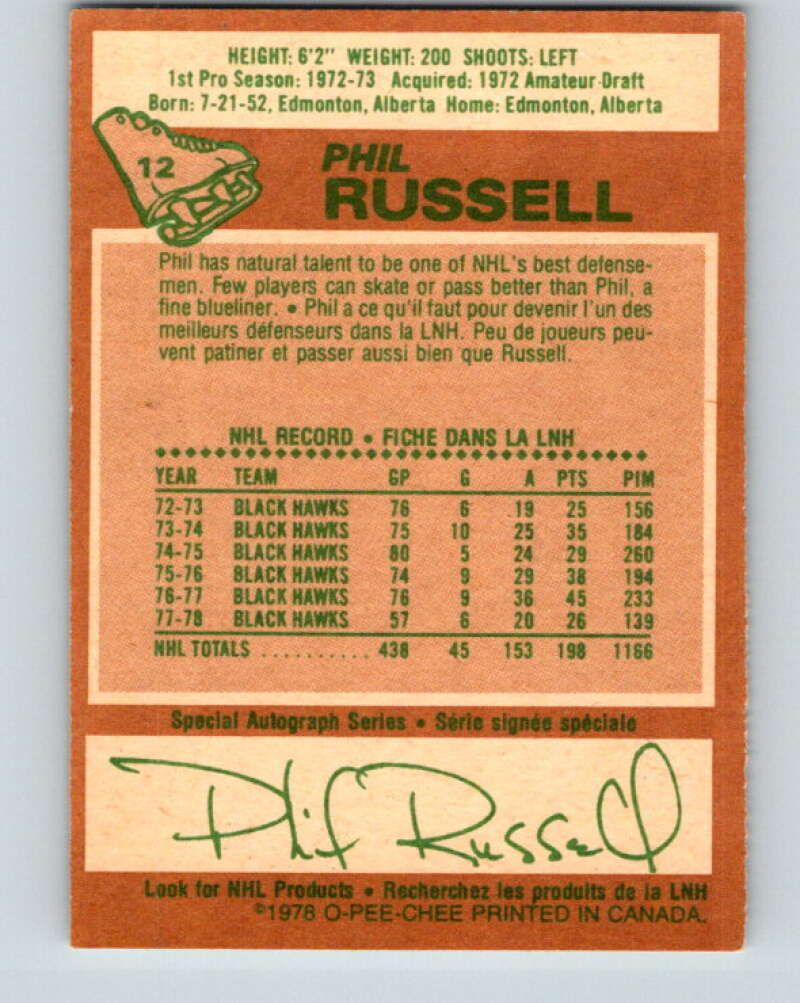 HEIGHT: 6'2" WEIGHT: 200 SHOOTS: LEFT
1st Pro Season: 1972-73 Acquired: 1972 Amateur Draft
Born: 7-21-52, Edmonton, Alberta Home: Edmonton, Alberta
12
PHIL
RUSSELL
Phil has natural talent to be one of NHL's best defense-
men. Few players can skate or pass better than Phil, a
fine blueliner. • Phil a ce qu'il faut pour devenir l'un des
meilleurs défenseurs dans la LNH. Peu de joueurs peu-
vent patiner et passer aussi bien que Russell.
NHL RECORD • FICHE DANS LA LNH
YEAR TEAM GP G A PTS PIM
72-73 BLACK HAWKS 76 6 19 25 156
73-74 BLACK HAWKS 75 10 25 35 184
74-75 BLACK HAWKS 80 5 24 29 260
75-76 BLACK HAWKS 74 9 29 38 194
76-77 BLACK HAWKS 76 9 36 45 233
77-78 BLACK HAWKS 57 6 20 26 139
NHL TOTALS .......... 438 45 153 198 1166
Special Autograph Series • Série signée spéciale
Phil Russell
Look for NHL Products • Recherchez les produits de la LNH
©1978 O-PEE-CHEE PRINTED IN CANADA.